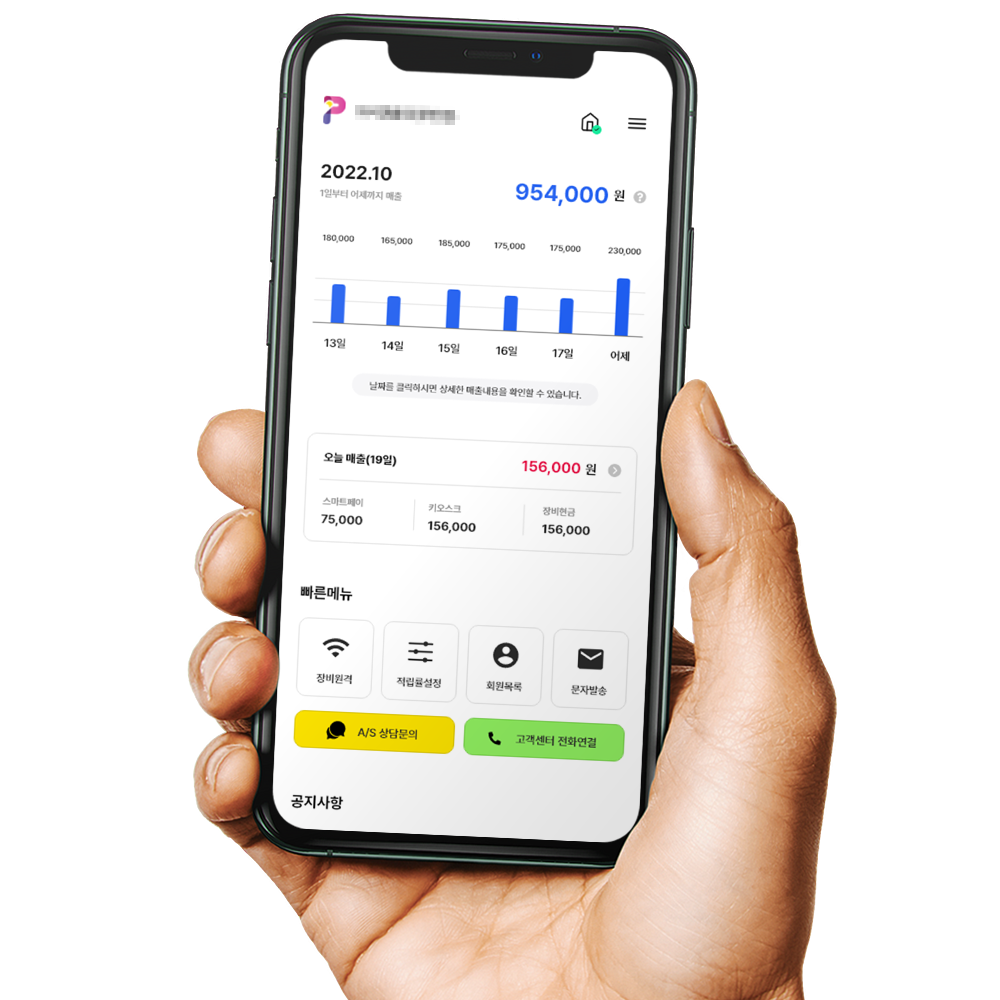 2022.10
1일부터 어제까지 매출
954,000 원 ?
180,000 165,000 185,000 175,000 175,000 230,000
13일 14일 15일 16일 17일 어제
날짜를 클릭하시면 상세한 매출내용을 확인할 수 있습니다.
오늘 매출(19일) 156,000 원
스마트페이 키오스크 장비현금
75,000 156,000 156,000
빠른메뉴
장비원격 적립률설정 회원목록 문자발송
A/S 상담문의 고객센터 전화연결
공지사항